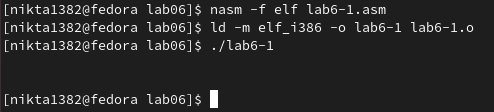 [nikta1382@fedora lab06]$ nasm -f elf lab6-1.asm
[nikta1382@fedora lab06]$ ld -m elf_i386 -o lab6-1 lab6-1.o
[nikta1382@fedora lab06]$ ./lab6-1
[nikta1382@fedora lab06]$